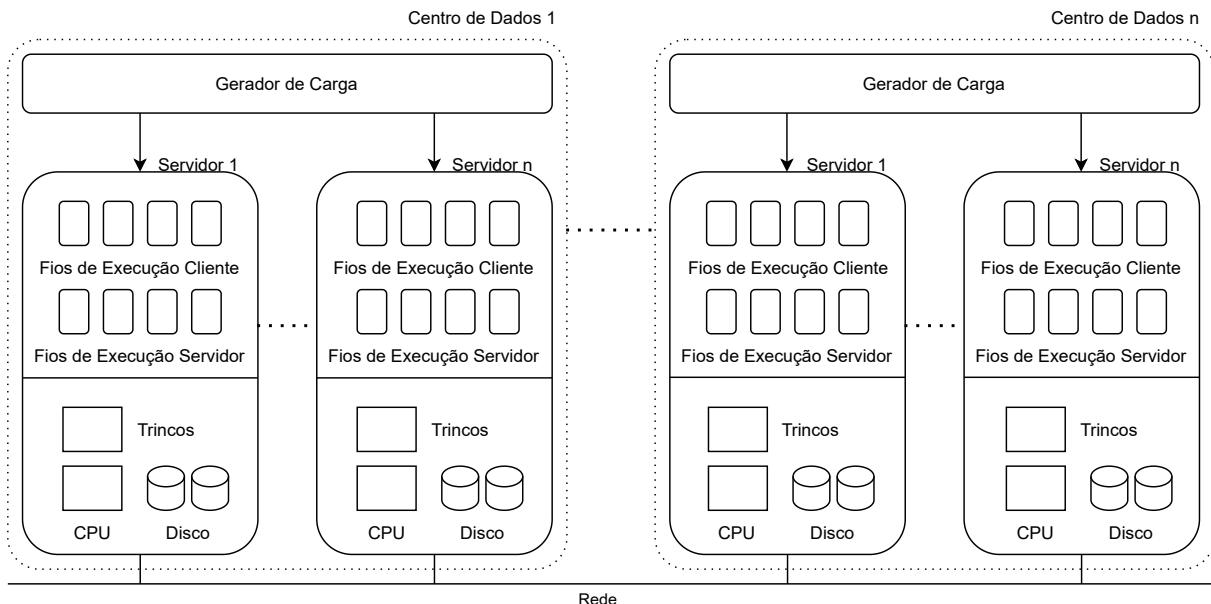 Centro de Dados 1
Centro de Dados n
Gerador de Carga
Gerador de Carga
Servidor 1
Servidor n
Servidor 1
Servidor n
Fios de Execução Cliente
Fios de Execução Cliente
Fios de Execução Cliente
Fios de Execução Cliente
Fios de Execução Servidor
Fios de Execução Servidor
Fios de Execução Servidor
Fios de Execução Servidor
Trincos
Trincos
Trincos
Trincos
CPU
Disco
CPU
Disco
CPU
Disco
CPU
Disco
Rede